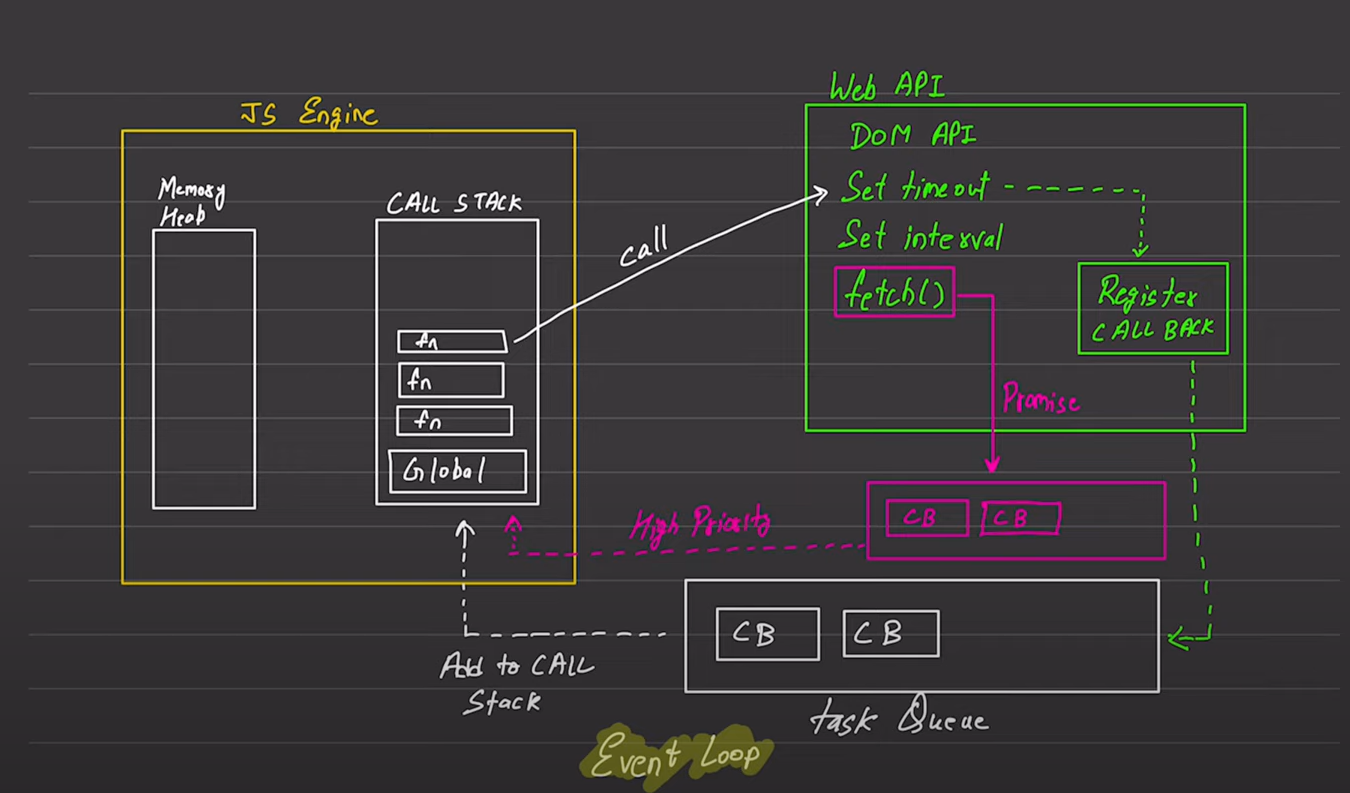 JS Engine
Memory
Heap
CALL STACK
fn
fn
fn
Global
call
Web API
DOM API
Set timeout
Set interval
fetch()
Register
CALL BACK
Promise
High Priority
CB CB
CB CB
Add to CALL
Stack
task Queue
Event Loop